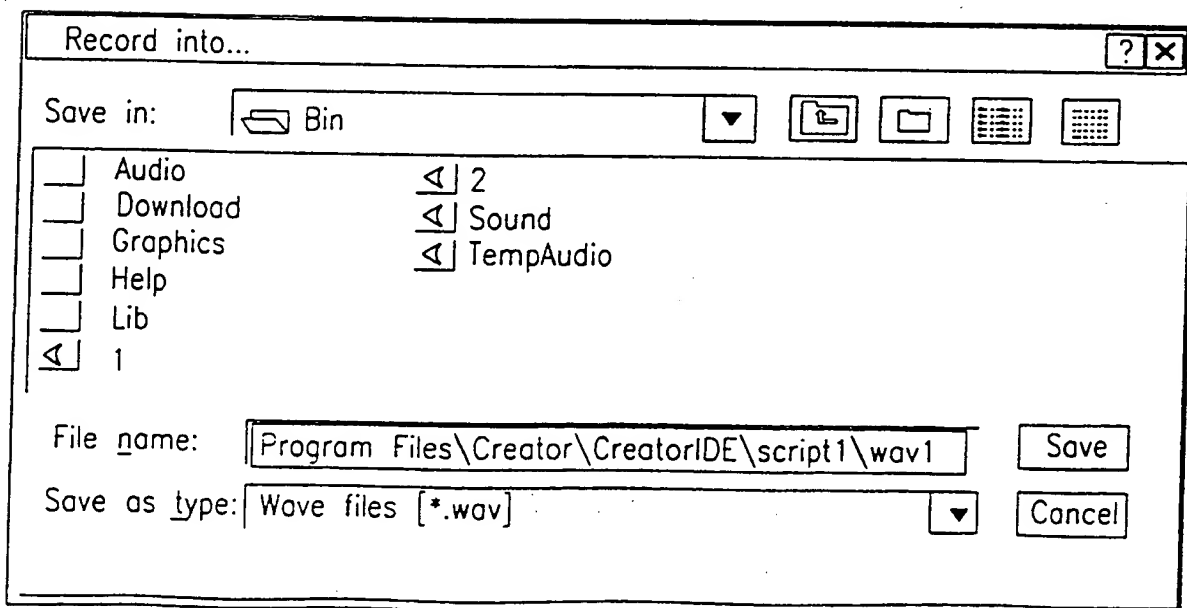 Record into... ? X
Save in: Bin
Audio
Download
Graphics
Help
Lib
1
2
Sound
TempAudio
File name: Program Files\Creator\CreatorIDE\script1\wav1 Save
Save as type: Wave files [*.wav] Cancel